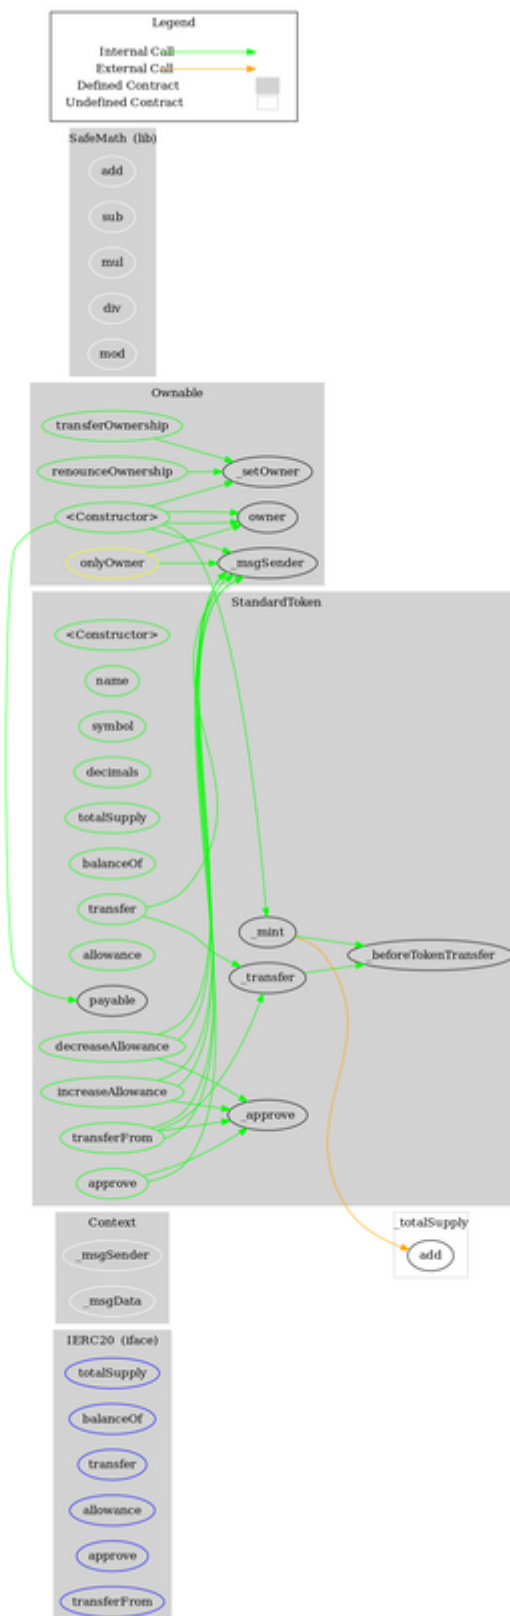 Legend
Internal Call
External Call
Defined Contract
Undefined Contract
SafeMath (lib)
add
sub
mul
div
mod
Ownable
transferOwnership
renounceOwnership
_setOwner
<Constructor>
owner
onlyOwner
_msgSender
StandardToken
<Constructor>
name
symbol
decimals
totalSupply
balanceOf
transfer
_mint
allowance
_beforeTokenTransfer
_transfer
payable
decreaseAllowance
increaseAllowance
_approve
transferFrom
approve
Context
_totalSupply
_msgSender
add
_msgData
IERC20 (iface)
totalSupply
balanceOf
transfer
allowance
approve
transferFrom